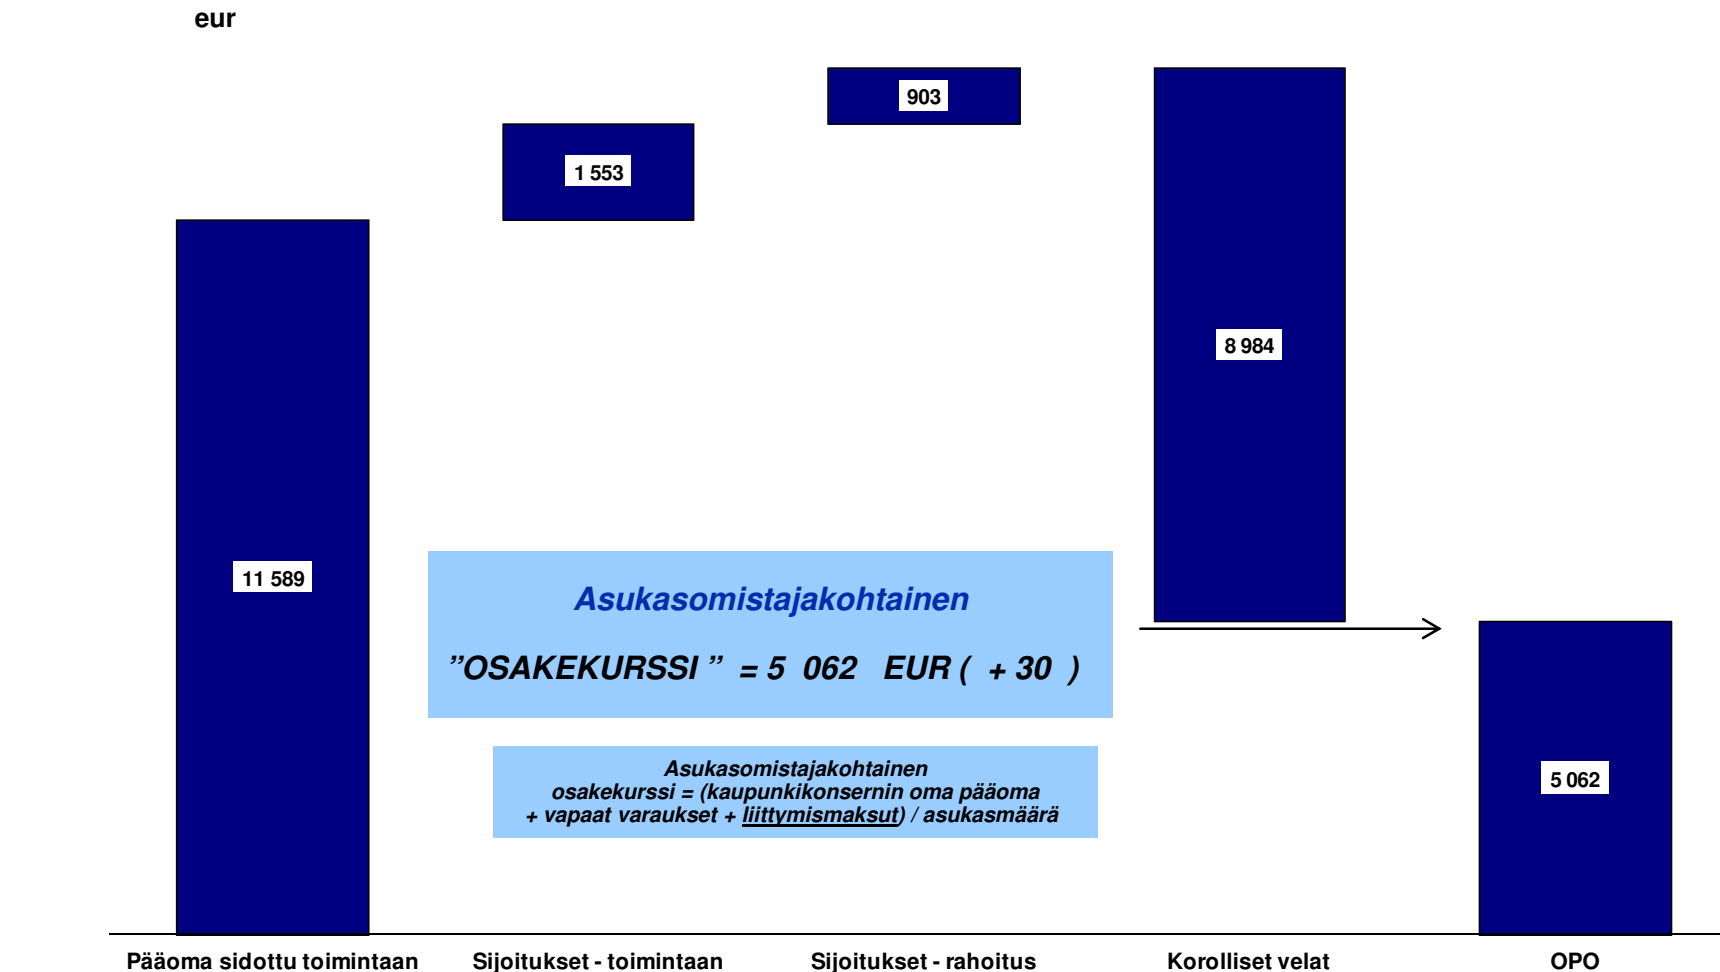 eur
903
1 553
8 984
11 589
Asukasomistajakohtainen
”OSAKEKURSSI ” = 5 062 EUR ( + 30 )
Asukasomistajakohtainen
osakekurssi = (kaupunkikonsernin oma pääoma
+ vapaat varaukset + liittymismaksut) / asukasmäärä
5 062
Pääoma sidottu toimintaan Sijoitukset - toimintaan Sijoitukset - rahoitus Korolliset velat OPO